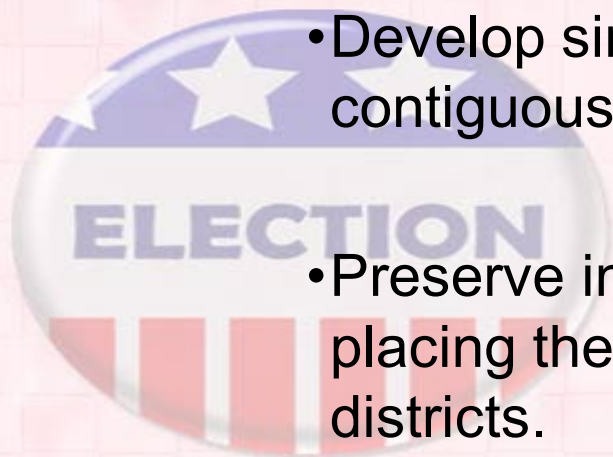 •Develop
contiguous
ELECTION
•Preserve
placing the
districts.